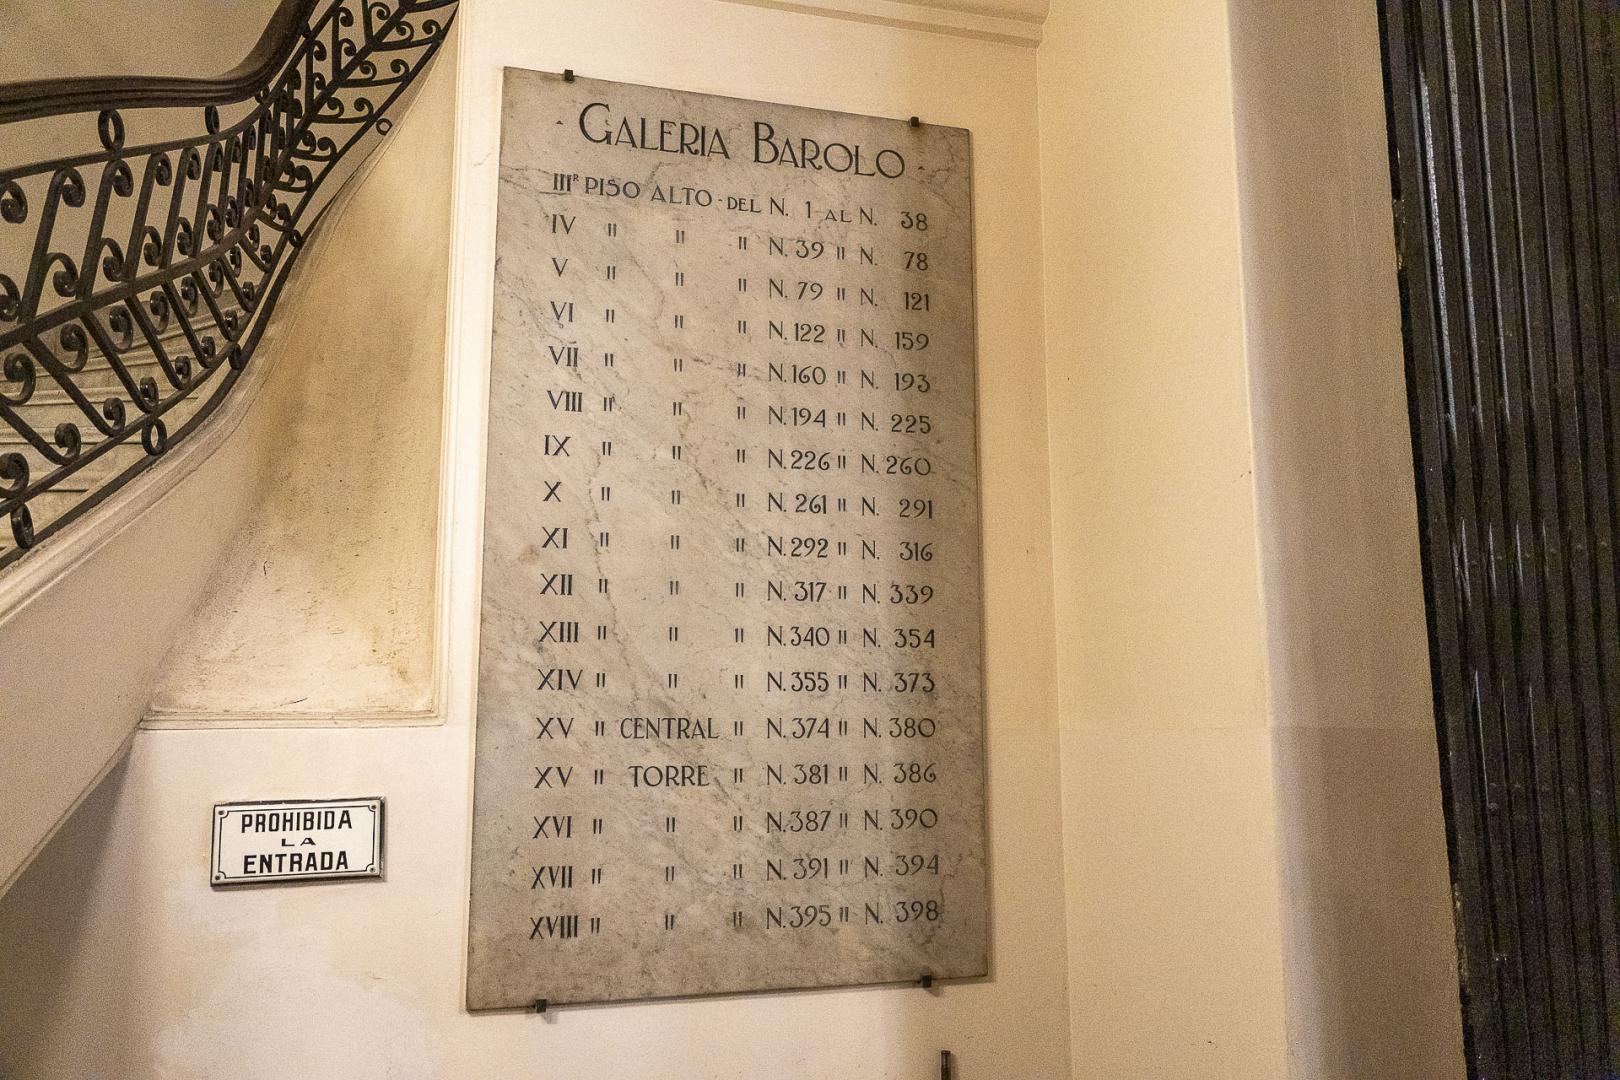 GALERIA BAROLO
IIIR PISO ALTO - DEL N. 1 AL N. 38
IV " " " N. 39 " N. 78
V " " " N. 79 " N. 121
VI " " " N. 122 " N. 159
VII " " " N. 160 " N. 193
VIII " " " N. 194 " N. 225
IX " " " N. 226 " N. 260
X " " " N. 261 " N. 291
XI " " " N. 292 " N. 316
XII " " " N. 317 " N. 339
XIII " " " N. 340 " N. 354
XIV " " " N. 355 " N. 373
XV " CENTRAL " N. 374 " N. 380
XV " TORRE " N. 381 " N. 386
XVI " " " N. 387 " N. 390
XVII " " " N. 391 " N. 394
XVIII " " " N. 395 " N. 398
PROHIBIDA
LA
ENTRADA